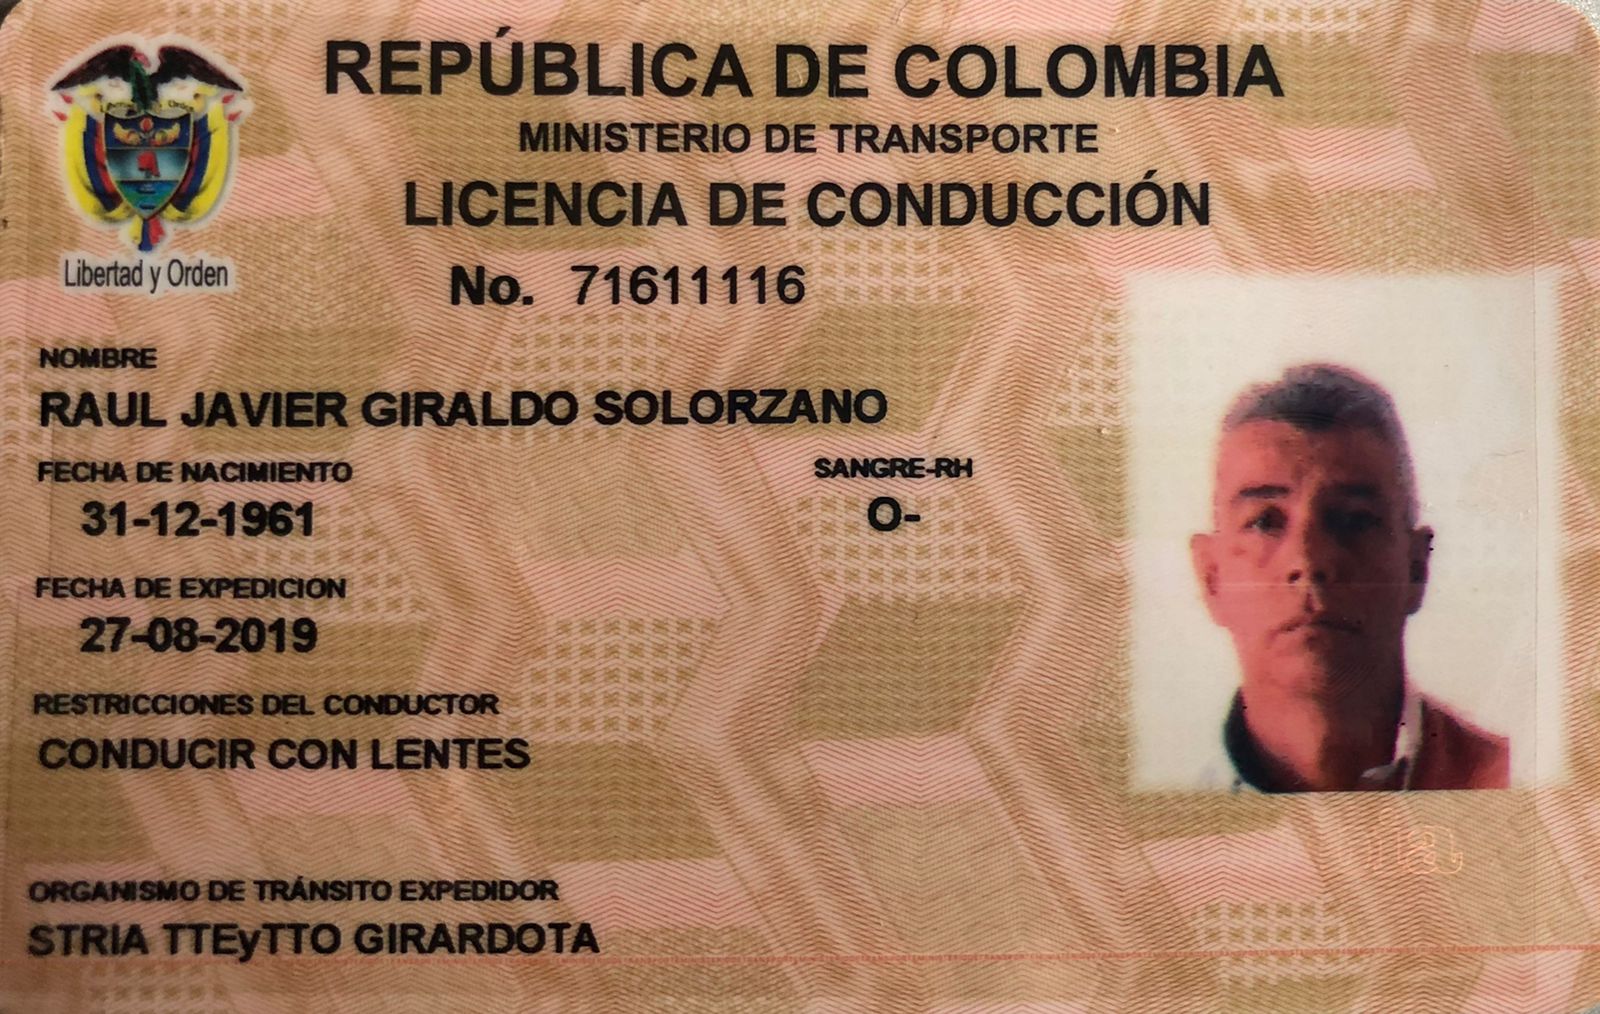 REPÚBLICA DE COLOMBIA
MINISTERIO DE TRANSPORTE
LICENCIA DE CONDUCCIÓN
Libertad y Orden
No. 71611116
NOMBRE
RAUL JAVIER GIRALDO SOLORZANO
FECHA DE NACIMIENTO
31-12-1961
SANGRE-RH
O-
FECHA DE EXPEDICION
27-08-2019
RESTRICCIONES DEL CONDUCTOR
CONDUCIR CON LENTES
ORGANISMO DE TRÁNSITO EXPEDIDOR
STRIA TTEyTTO GIRARDOTA